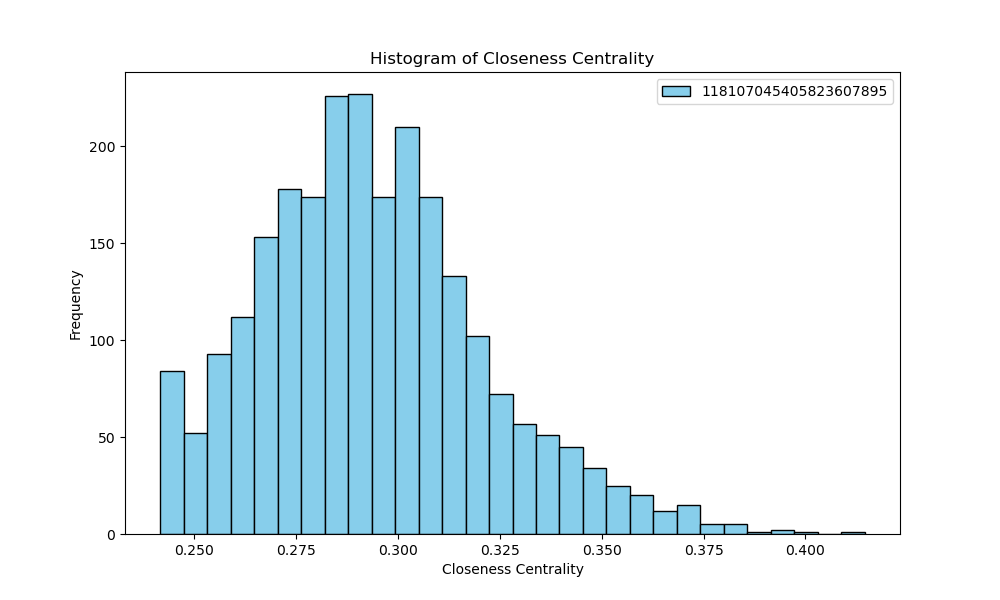 Histogram of Closeness Centrality
118107045405823607895
Frequency
200
150
100
50
0
0.250 0.275 0.300 0.325 0.350 0.375 0.400
Closeness Centrality